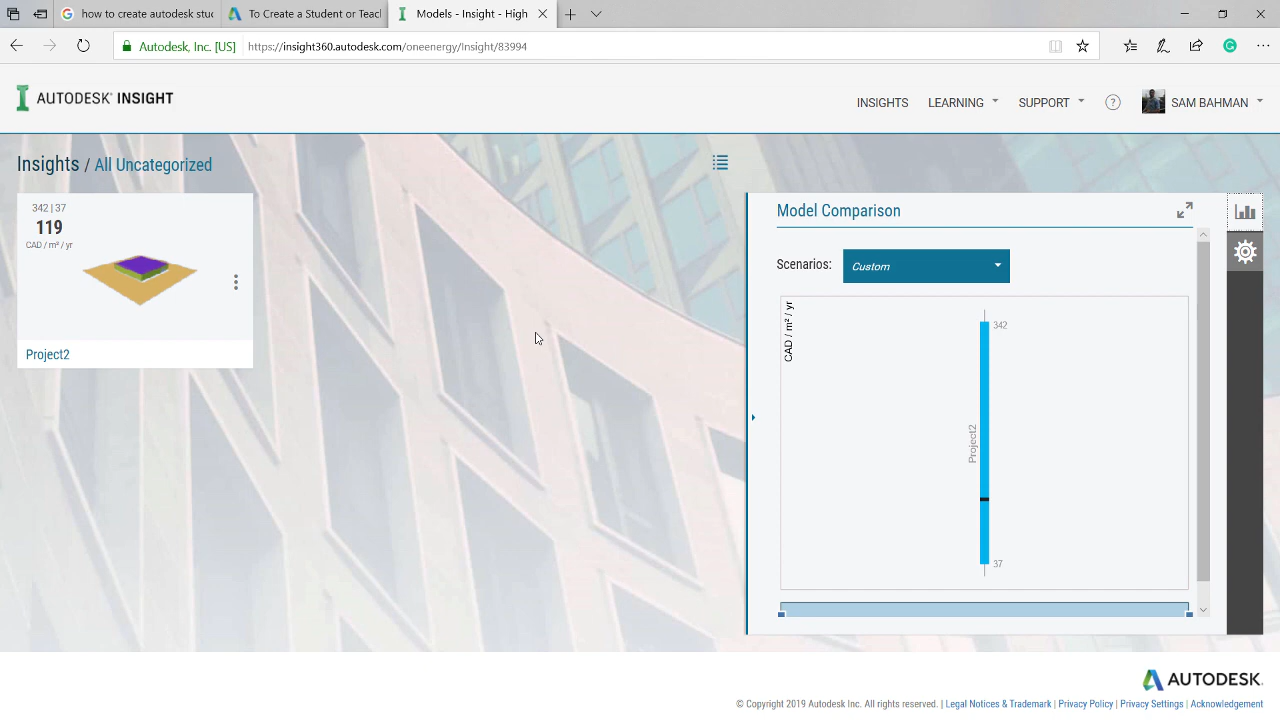 how to create autodesk stu
To Create a Student or Teac
Models - Insight - High
Autodesk, Inc. [US]
https://insight360.autodesk.com/oneenergy/Insight/83994
AUTODESK® INSIGHT
INSIGHTS
LEARNING
SUPPORT
?
SAM BAHMAN
Insights / All Uncategorized
342 | 37
119
CAD / m² / yr
Project2
Model Comparison
Scenarios:
Custom
CAD / m² / yr
342
Project2
37
AUTODESK.
© Copyright 2019 Autodesk Inc. All rights reserved. | Legal Notices & Trademark | Privacy Policy | Privacy Settings | Acknowledgement